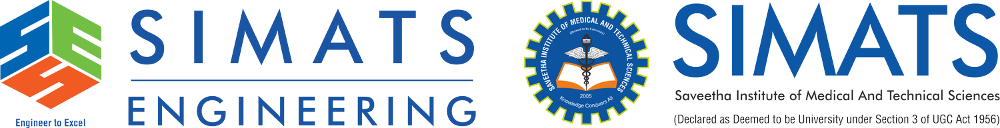 SES
Engineer to Excel
SIMATS
ENGINEERING
SAVEETHA INSTITUTE OF MEDICAL AND TECHNICAL SCIENCES
(Deemed to be University)
2005
Knowledge Conquers All
SIMATS
Saveetha Institute of Medical And Technical Sciences
(Declared as Deemed to be University under Section 3 of UGC Act 1956)